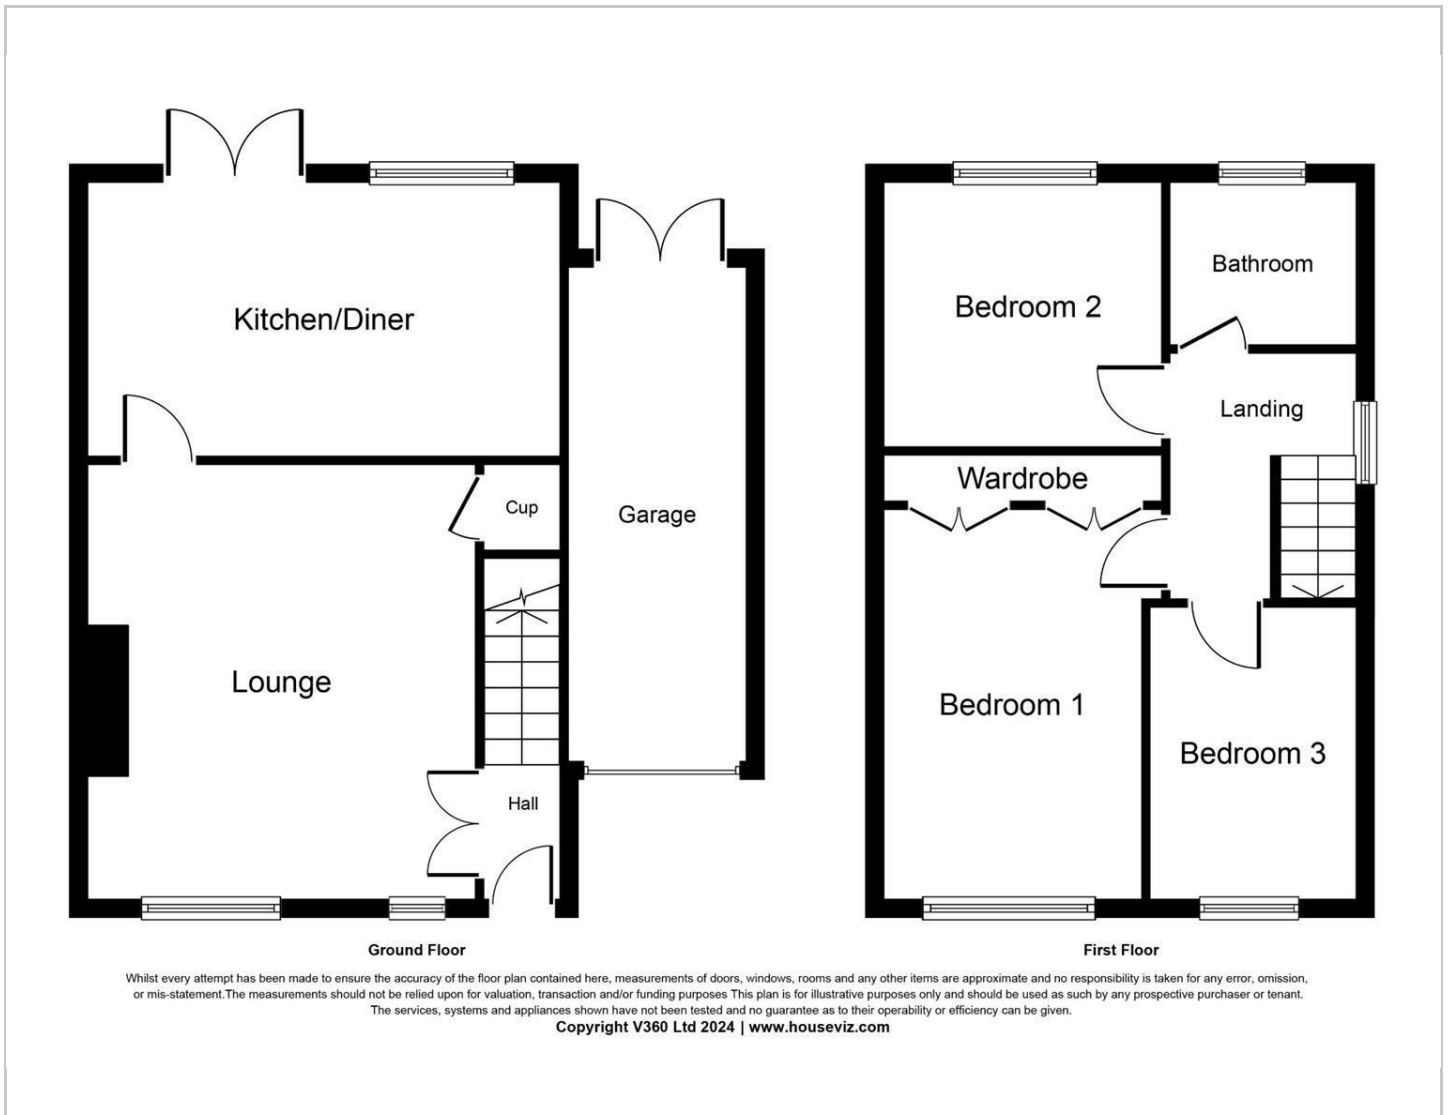 Kitchen/Diner
Cup
Garage
Lounge
Hall
Ground Floor
Bedroom 2
Bathroom
Landing
Wardrobe
Bedroom 1
Bedroom 3
First Floor
Whilst every attempt has been made to ensure the accuracy of the floor plan contained here, measurements of doors, windows, rooms and any other items are approximate and no responsibility is taken for any error, omission,
or mis-statement.The measurements should not be relied upon for valuation, transaction and/or funding purposes This plan is for illustrative purposes only and should be used as such by any prospective purchaser or tenant.
The services, systems and appliances shown have not been tested and no guarantee as to their operability or efficiency can be given.
Copyright V360 Ltd 2024 | www.houseviz.com